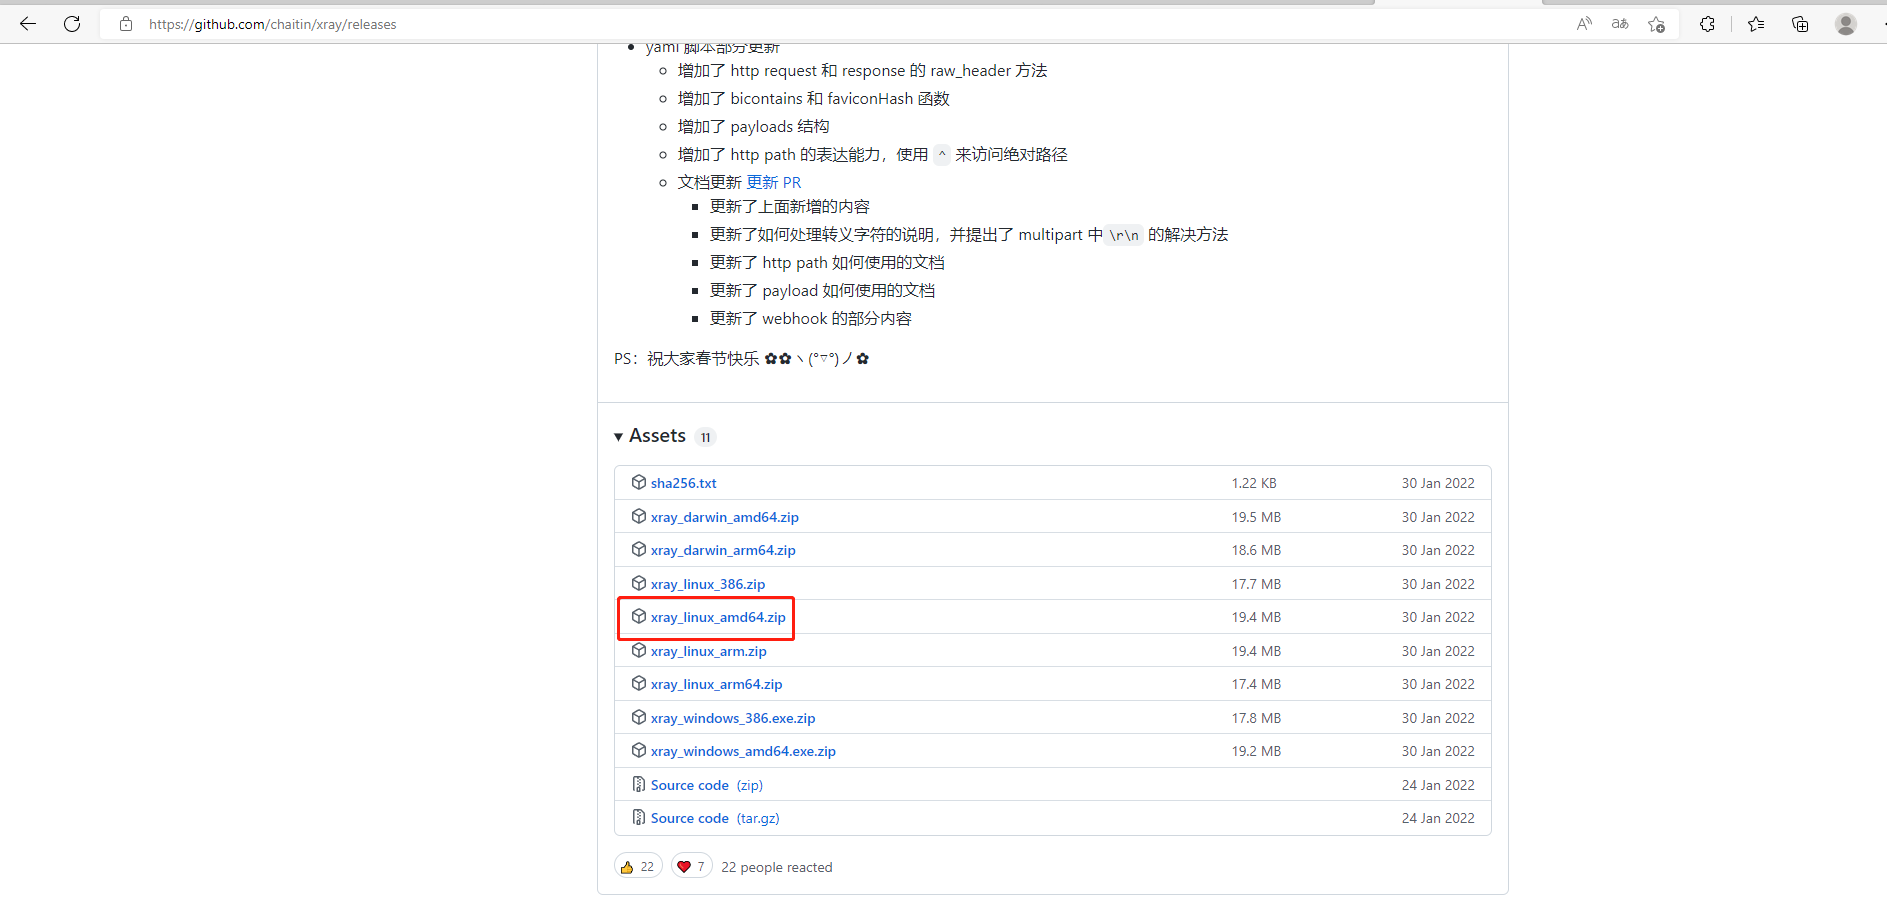 https://github.com/chaitin/xray/releases
yaml 脚本部分更新
增加了 http request 和 response 的 raw_header 方法
增加了 bicontains 和 faviconHash 函数
增加了 payloads 结构
增加了 http path 的表达能力，使用 ^ 来访问绝对路径
文档更新 更新 PR
更新了上面新增的内容
更新了如何处理转义字符的说明，并提出了 multipart 中 \r\n 的解决方法
更新了 http path 如何使用的文档
更新了 payload 如何使用的文档
更新了 webhook 的部分内容
PS：祝大家春节快乐 ✿✿ヽ(°▽°)ノ✿
Assets 11
sha256.txt 1.22 KB 30 Jan 2022
xray_darwin_amd64.zip 19.5 MB 30 Jan 2022
xray_darwin_arm64.zip 18.6 MB 30 Jan 2022
xray_linux_386.zip 17.7 MB 30 Jan 2022
xray_linux_amd64.zip 19.4 MB 30 Jan 2022
xray_linux_arm.zip 19.4 MB 30 Jan 2022
xray_linux_arm64.zip 17.4 MB 30 Jan 2022
xray_windows_386.exe.zip 17.8 MB 30 Jan 2022
xray_windows_amd64.exe.zip 19.2 MB 30 Jan 2022
Source code (zip) 24 Jan 2022
Source code (tar.gz) 24 Jan 2022
👍 22 ❤️ 7 22 people reacted